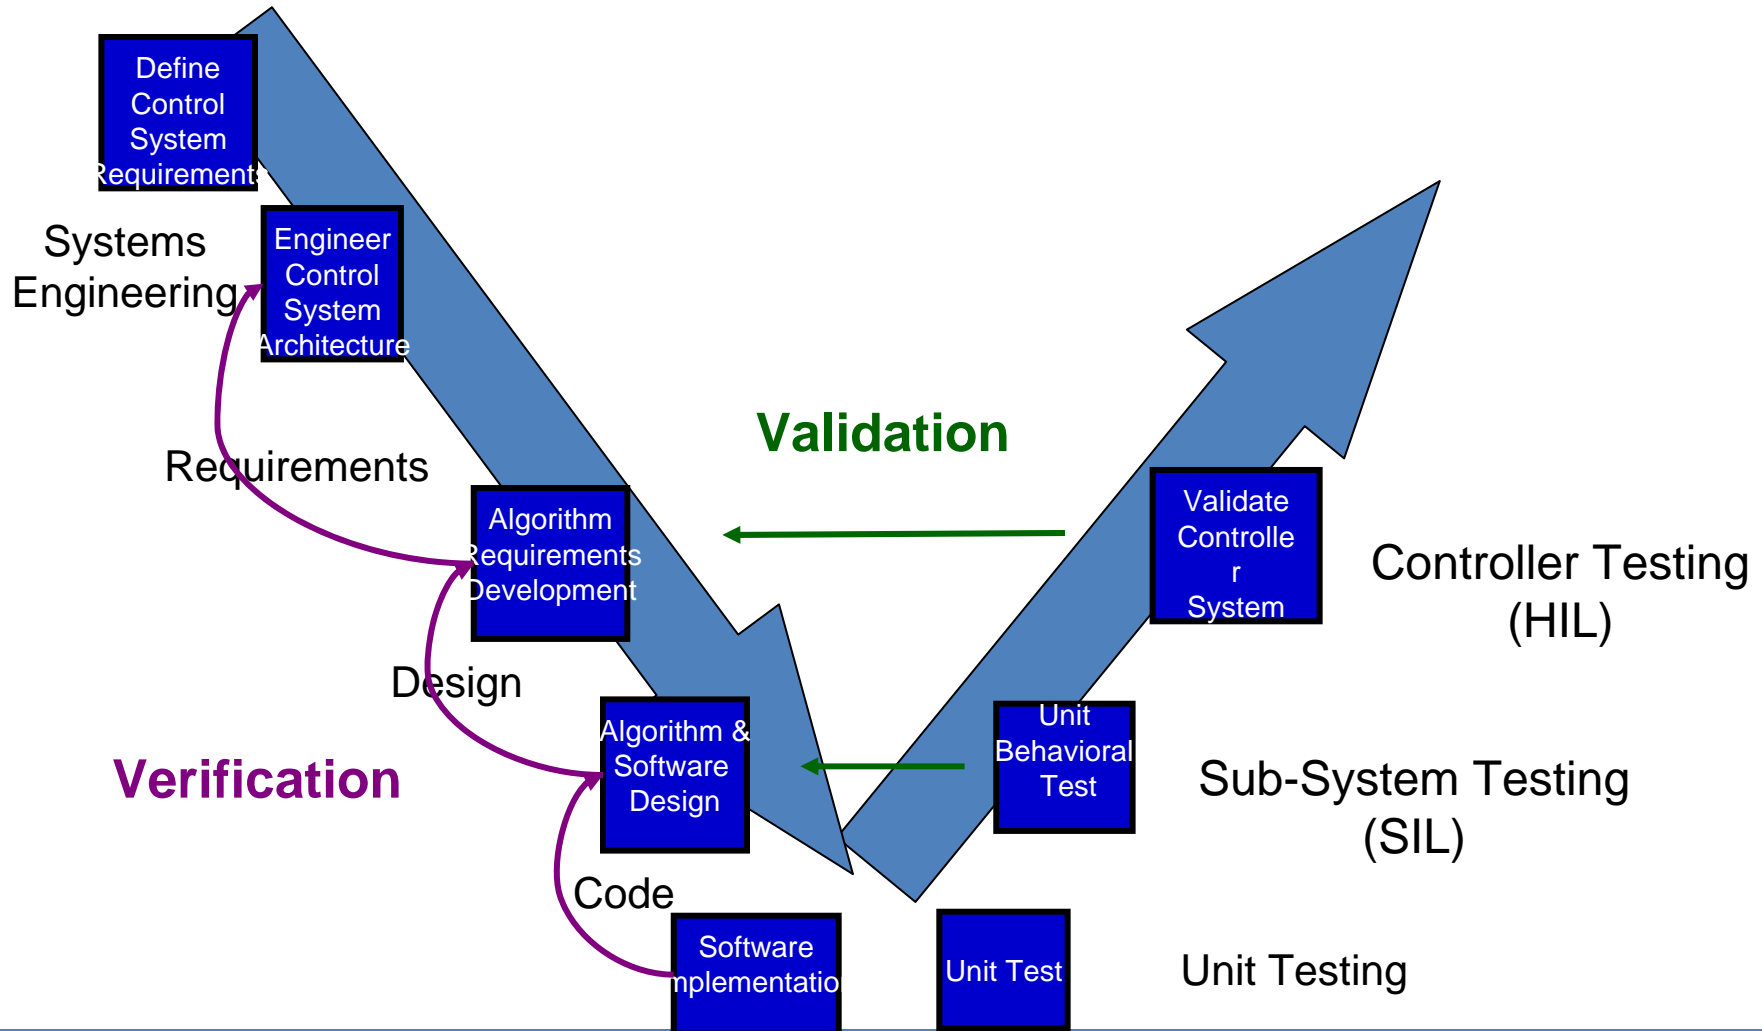 Define
Control
System
Requirements
Systems
Engineering
Engineer
Control
System
Architecture
Requirements
Validation
Algorithm
Requirements
Development
Validate
Controlle
r
System
Controller Testing
(HIL)
Design
Verification
Algorithm &
Software
Design
Unit
Behavioral
Test
Sub-System Testing
(SIL)
Code
Software
Implementation
Unit Test
Unit Testing